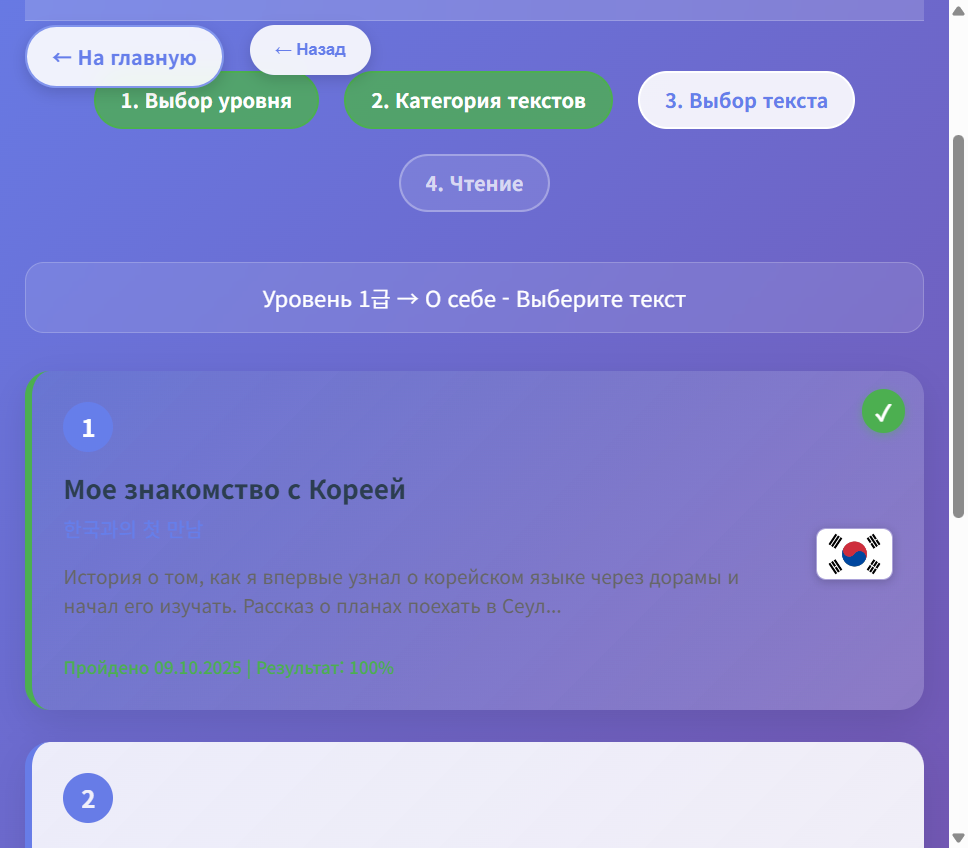 ← На главную
← Назад
1. Выбор уровня
2. Категория текстов
3. Выбор текста
4. Чтение
Уровень 1급 → О себе - Выберите текст
1
Мое знакомство с Кореей
한국과의 첫 만남
История о том, как я впервые узнал о корейском языке через дорамы и
начал его изучать. Рассказ о планах поехать в Сеул...
Пройдено 09.10.2025 | Результат: 100%
2